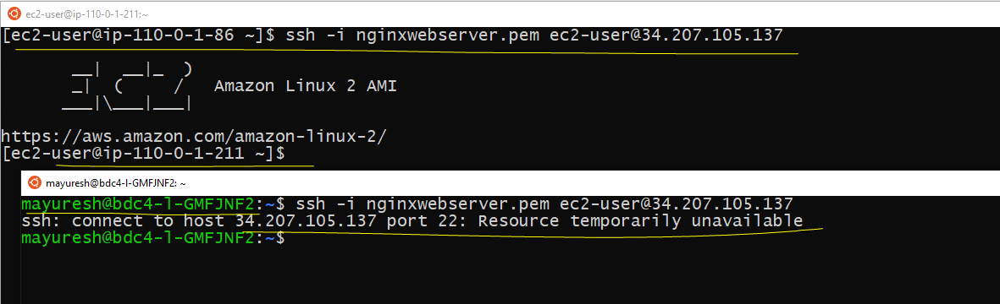 ec2-user@ip-110-0-1-211:~
[ec2-user@ip-110-0-1-86 ~]$ ssh -i nginxwebserver.pem ec2-user@34.207.105.137
__|  __|_  )
_|  (     /   Amazon Linux 2 AMI
___|\___|___|
https://aws.amazon.com/amazon-linux-2/
[ec2-user@ip-110-0-1-211 ~]$
mayuresh@bdc4-l-GMFJNF2: ~
mayuresh@bdc4-l-GMFJNF2:~$ ssh -i nginxwebserver.pem ec2-user@34.207.105.137
ssh: connect to host 34.207.105.137 port 22: Resource temporarily unavailable
mayuresh@bdc4-l-GMFJNF2:~$